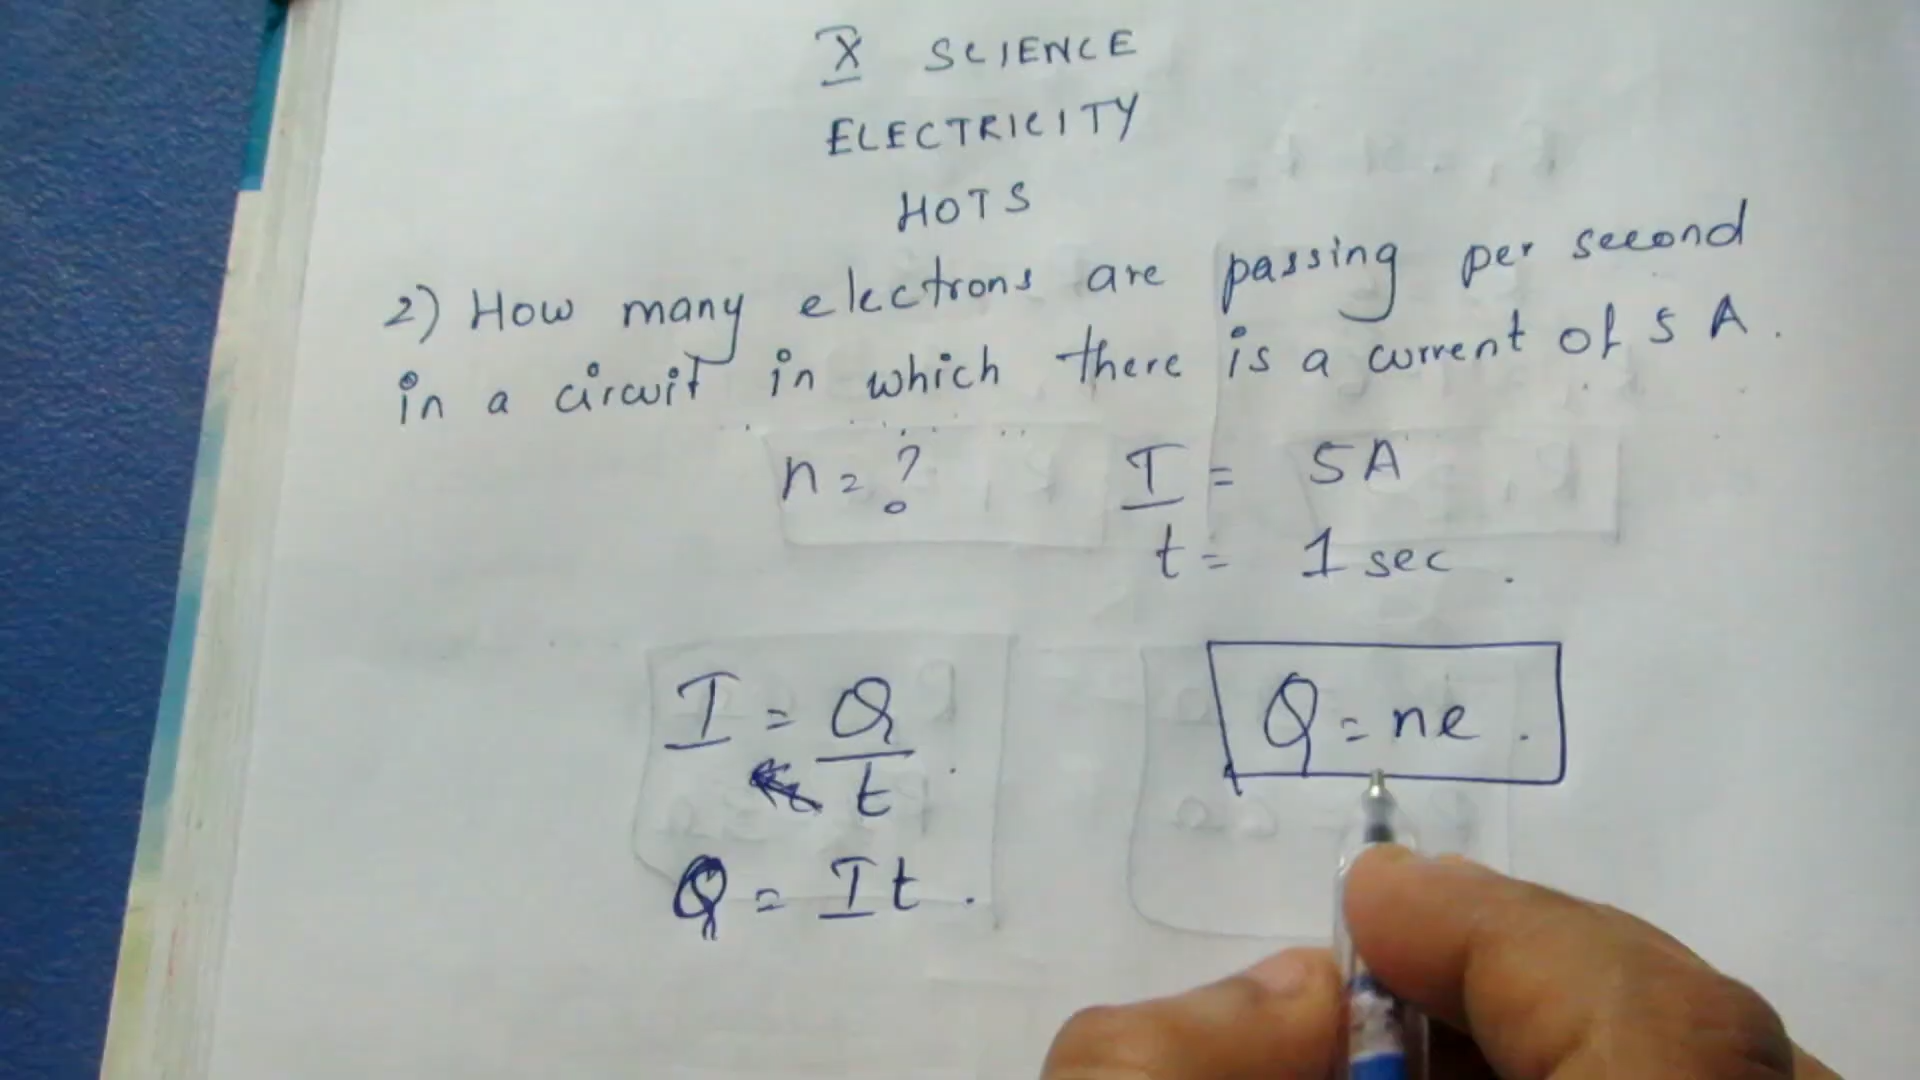 X SCIENCE
ELECTRICITY
HOTS
2) How many electrons are passing per second
in a circuit in which there is a current of 5 A.
n = ? I = 5A
t = 1 sec.
I = Q/t. Q = ne.
Q = It.